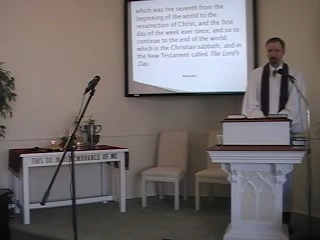 which was the seventh from the
beginning of the world to the
resurrection of Christ, and the first
day of the week ever since, and so to
continue to the end of the world;
which is the Christian sabbath, and in
the New Testament called The Lord's
Day.
*****
THIS DO IN REMEMBRANCE OF ME